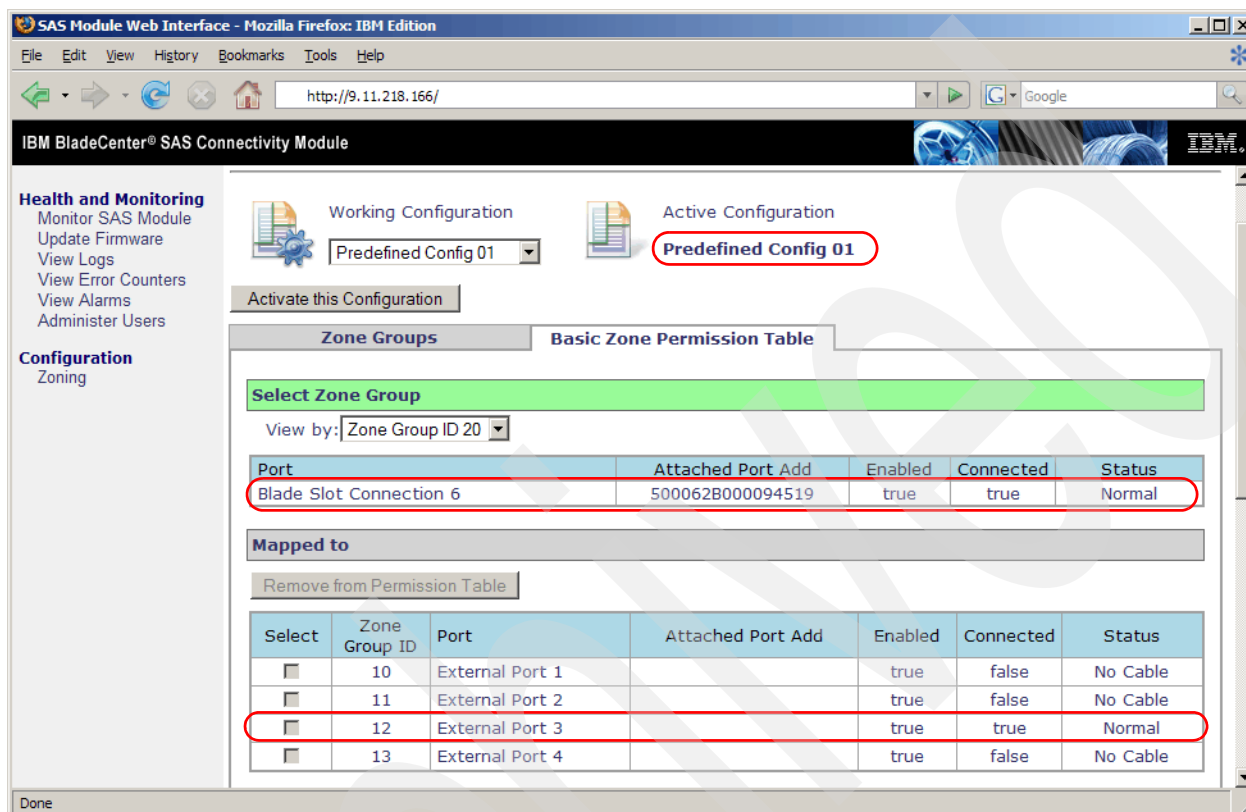 SAS Module Web Interface - Mozilla Firefox: IBM Edition
File Edit View History Bookmarks Tools Help
http://9.11.218.166/
G Google
IBM BladeCenter® SAS Connectivity Module
IBM.
Health and Monitoring
Monitor SAS Module
Update Firmware
View Logs
View Error Counters
View Alarms
Administer Users
Configuration
Zoning
Working Configuration
Predefined Config 01
Active Configuration
Predefined Config 01
Activate this Configuration
Zone Groups Basic Zone Permission Table
Select Zone Group
View by: Zone Group ID 20
Port Attached Port Add Enabled Connected Status
Blade Slot Connection 6 500062B000094519 true true Normal
Mapped to
Remove from Permission Table
Select Zone Group ID Port Attached Port Add Enabled Connected Status
10 External Port 1 true false No Cable
11 External Port 2 true false No Cable
12 External Port 3 true true Normal
13 External Port 4 true false No Cable
Done